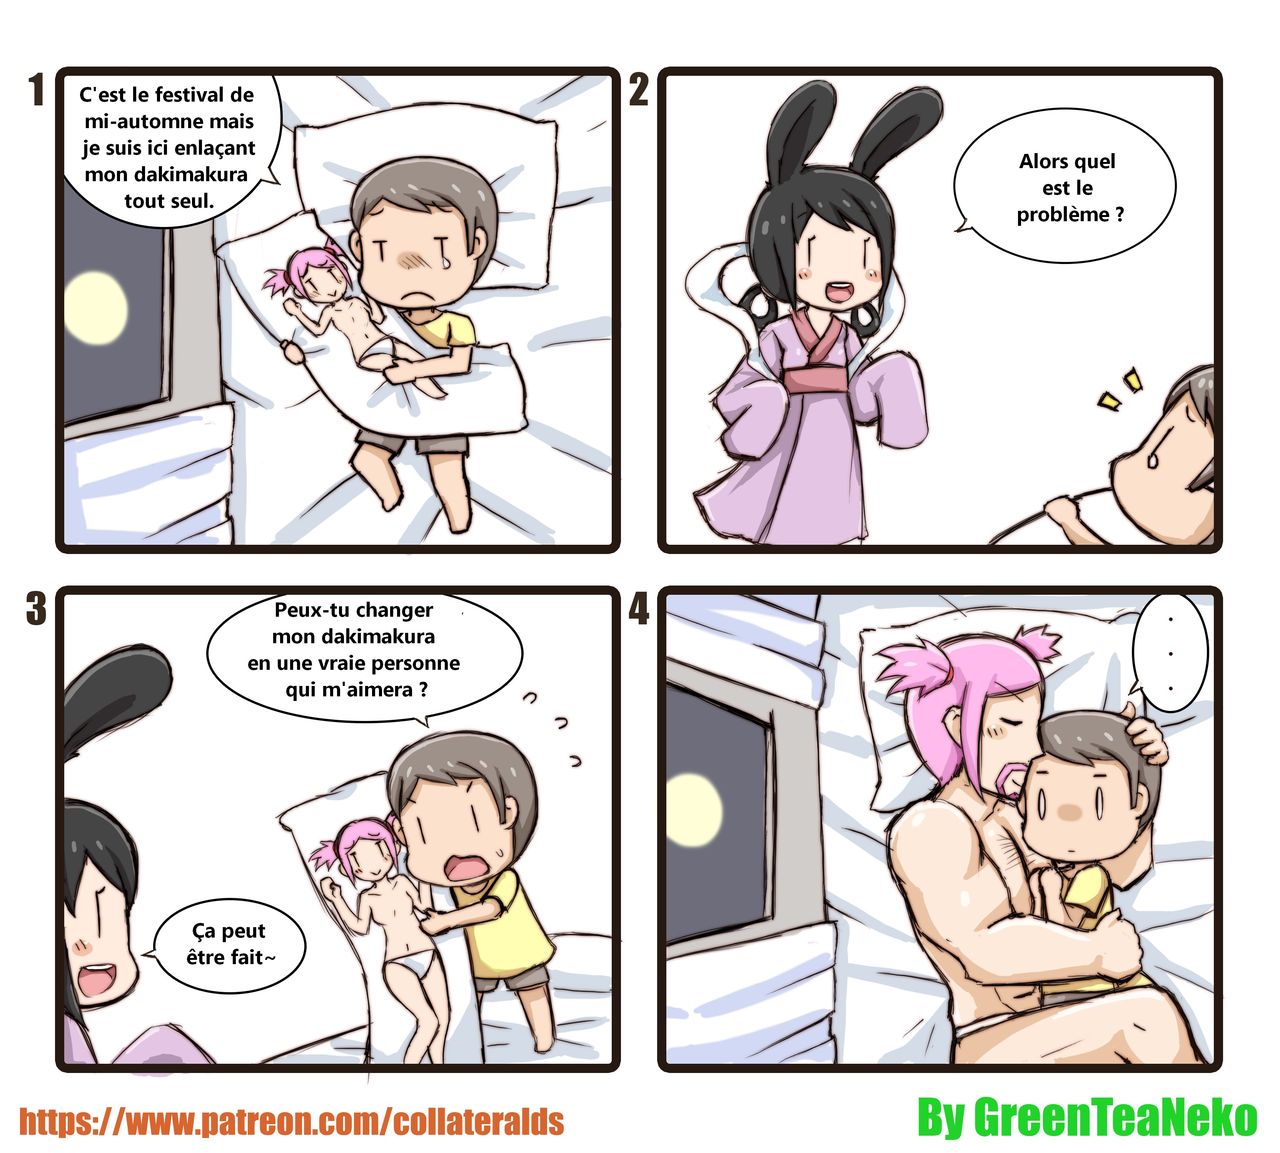 1
C'est le festival de
mi-automne mais
je suis ici enlaçant
mon dakimakura
tout seul.
2
Alors quel
est le
problème ?
3
Peux-tu changer
mon dakimakura
en une vraie personne
qui m'aimera ?
Ça peut
être fait~
4
.
.
.
https://www.patreon.com/collateralds
By GreenTeaNeko